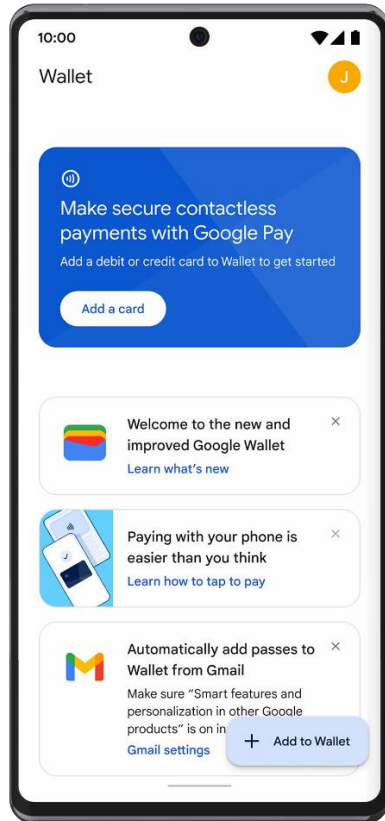 10:00
Wallet
J
Make secure contactless
payments with Google Pay
Add a debit or credit card to Wallet to get started
Add a card
Welcome to the new and
improved Google Wallet
Learn what's new
Paying with your phone is
easier than you think
Learn how to tap to pay
Automatically add passes to
Wallet from Gmail
Make sure “Smart features and
personalization in other Google
products” is on in
Gmail settings
+ Add to Wallet